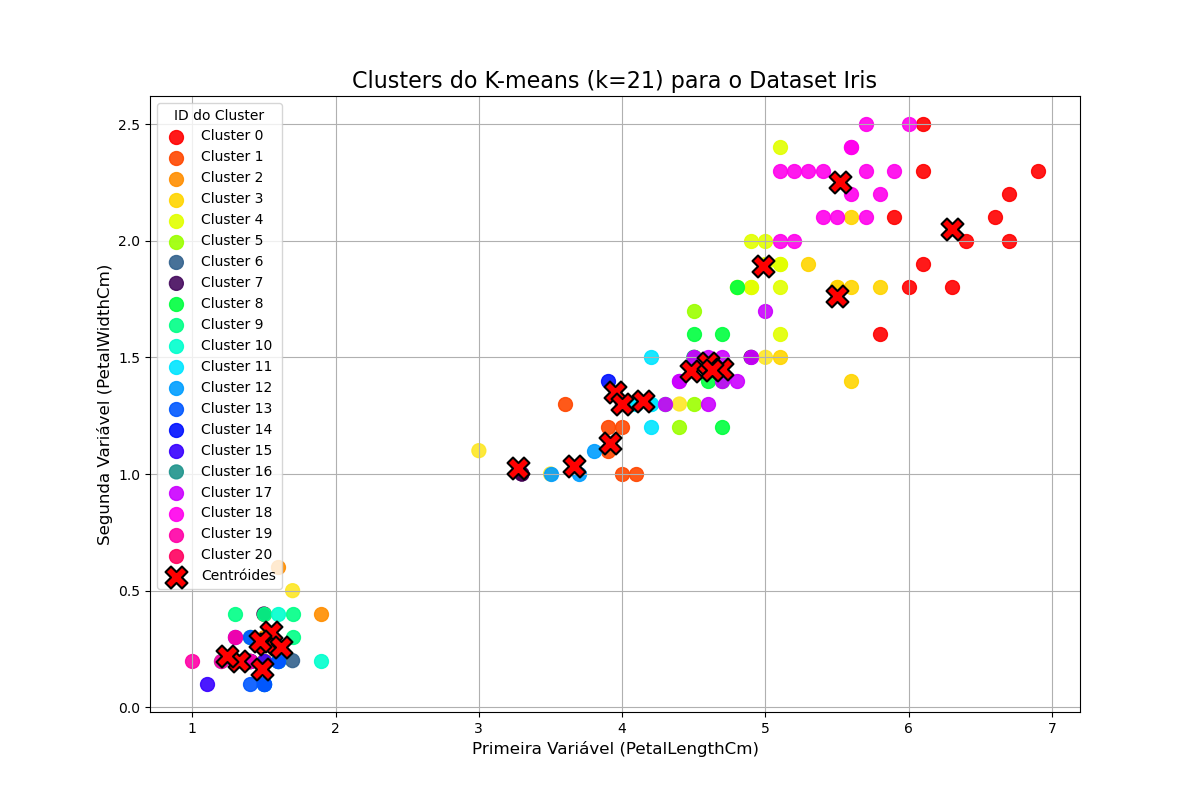 Clusters do K-means (k=21) para o Dataset Iris
ID do Cluster
Cluster 0
Cluster 1
Cluster 2
Cluster 3
Cluster 4
Cluster 5
Cluster 6
Cluster 7
Cluster 8
Cluster 9
Cluster 10
Cluster 11
Cluster 12
Cluster 13
Cluster 14
Cluster 15
Cluster 16
Cluster 17
Cluster 18
Cluster 19
Cluster 20
Centróides
Segunda Variável (PetalWidthCm)
2.5
2.0
1.5
1.0
0.5
0.0
1 2 3 4 5 6 7
Primeira Variável (PetalLengthCm)